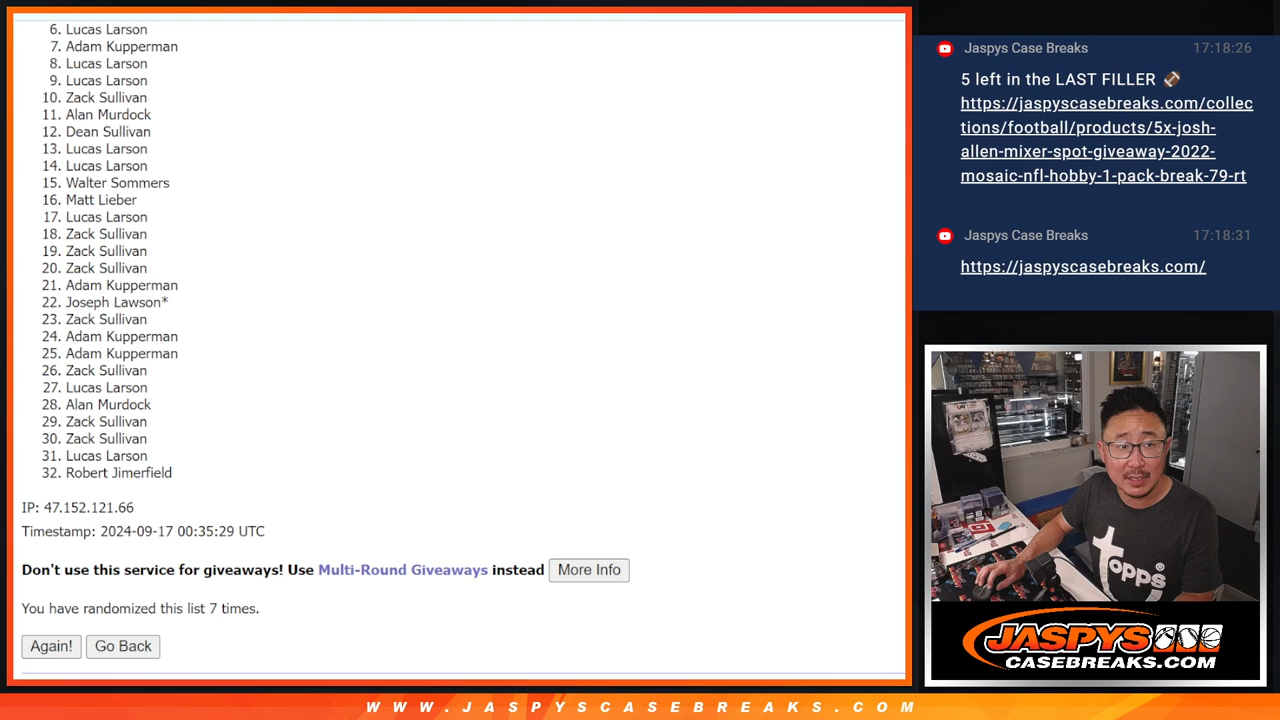 6. Lucas Larson
7. Adam Kupperman
8. Lucas Larson
9. Lucas Larson
10. Zack Sullivan
11. Alan Murdock
12. Dean Sullivan
13. Lucas Larson
14. Lucas Larson
15. Walter Sommers
16. Matt Lieber
17. Lucas Larson
18. Zack Sullivan
19. Zack Sullivan
20. Zack Sullivan
21. Adam Kupperman
22. Joseph Lawson*
23. Zack Sullivan
24. Adam Kupperman
25. Adam Kupperman
26. Zack Sullivan
27. Lucas Larson
28. Alan Murdock
29. Zack Sullivan
30. Zack Sullivan
31. Lucas Larson
32. Robert Jimerfield
IP: 47.152.121.66
Timestamp: 2024-09-17 00:35:29 UTC
Don't use this service for giveaways! Use Multi-Round Giveaways instead More Info
You have randomized this list 7 times.
Again! Go Back
Jaspys Case Breaks 17:18:26
5 left in the LAST FILLER 🏈
https://jaspyscasebreaks.com/collec
tions/football/products/5x-josh-
allen-mixer-spot-giveaway-2022-
mosaic-nfl-hobby-1-pack-break-79-rt
Jaspys Case Breaks 17:18:31
https://jaspyscasebreaks.com/
topps
JASPYS
CASEBREAKS.COM
WWW.JASPYSCASEBREAKS.COM